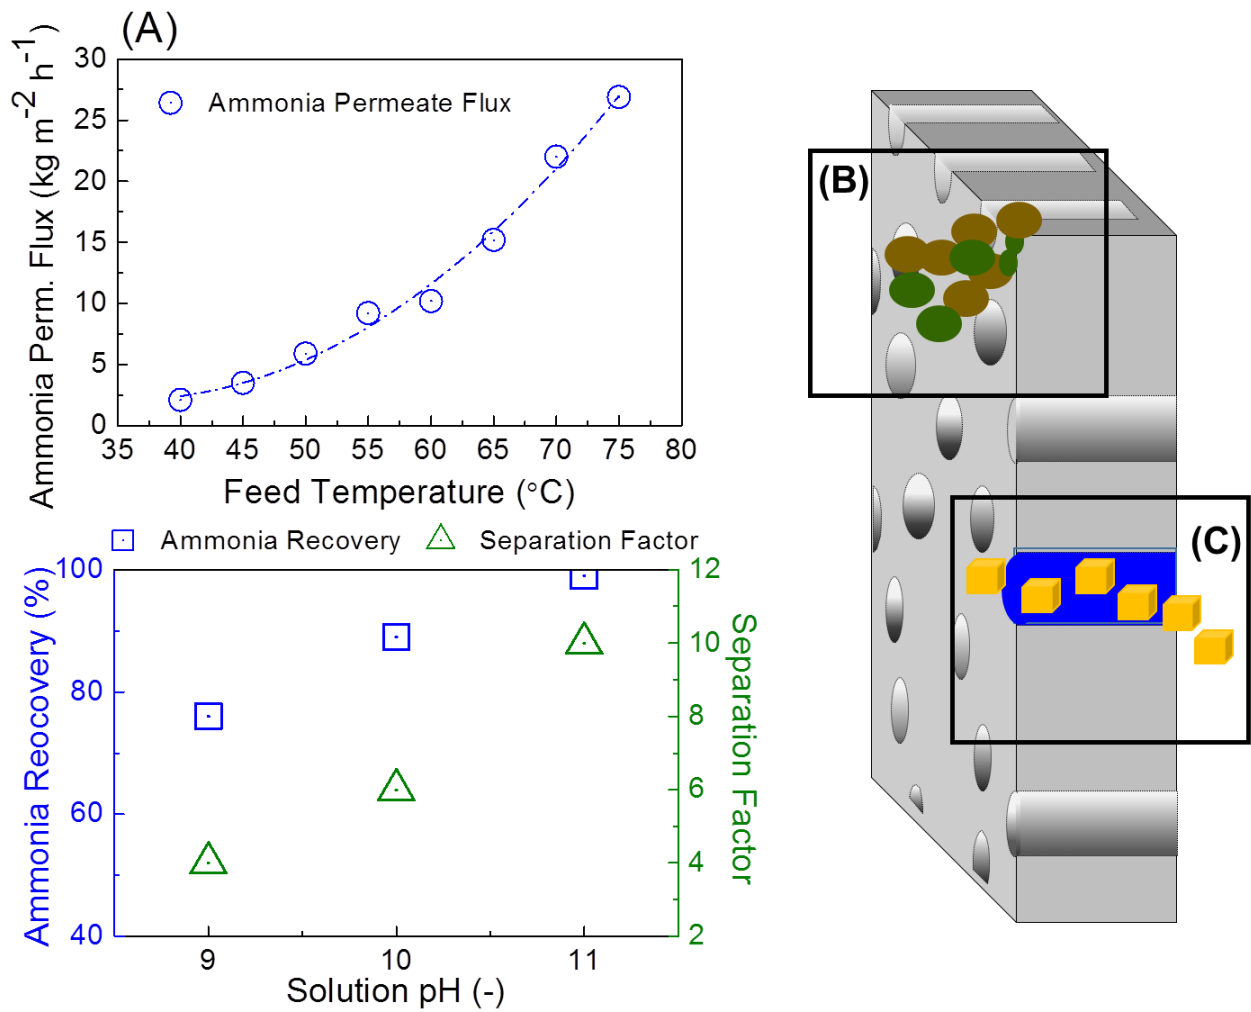 (A)
Ammonia Perm. Flux (kg m-2 h-1)
30
25
20
15
10
5
0
Ammonia Permeate Flux
35 40 45 50 55 60 65 70 75 80
Feed Temperature (°C)
Ammonia Recovery Separation Factor
Ammonia Reocovery (%)
100
80
60
40
12
10
8
6
4
2
Separation Factor
9 10 11
Solution pH (-)
(B)
(C)